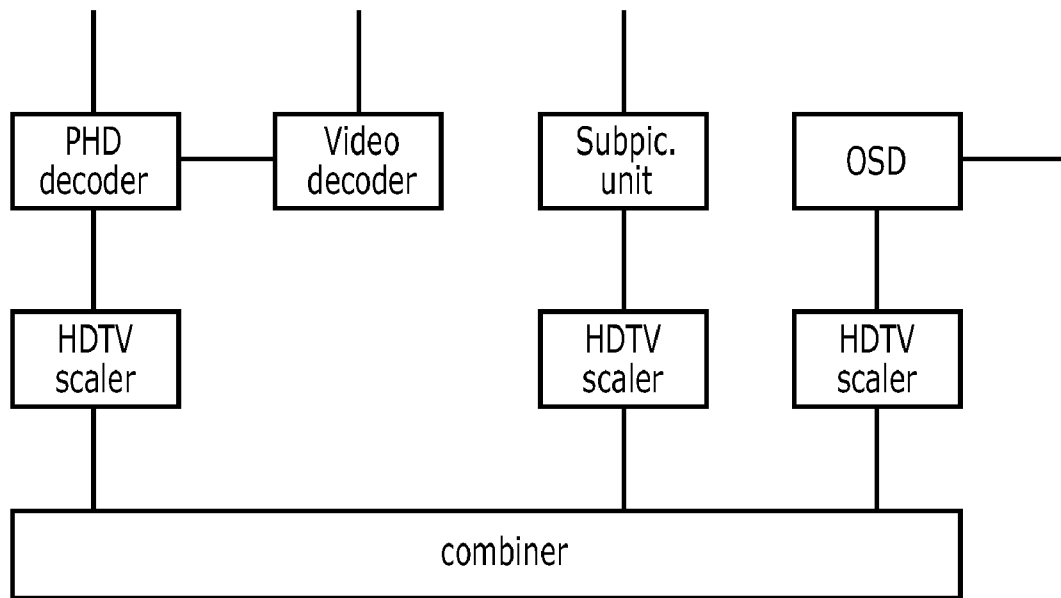 PHD
decoder
Video
decoder
Subpic.
unit
OSD
HDTV
scaler
HDTV
scaler
HDTV
scaler
combiner